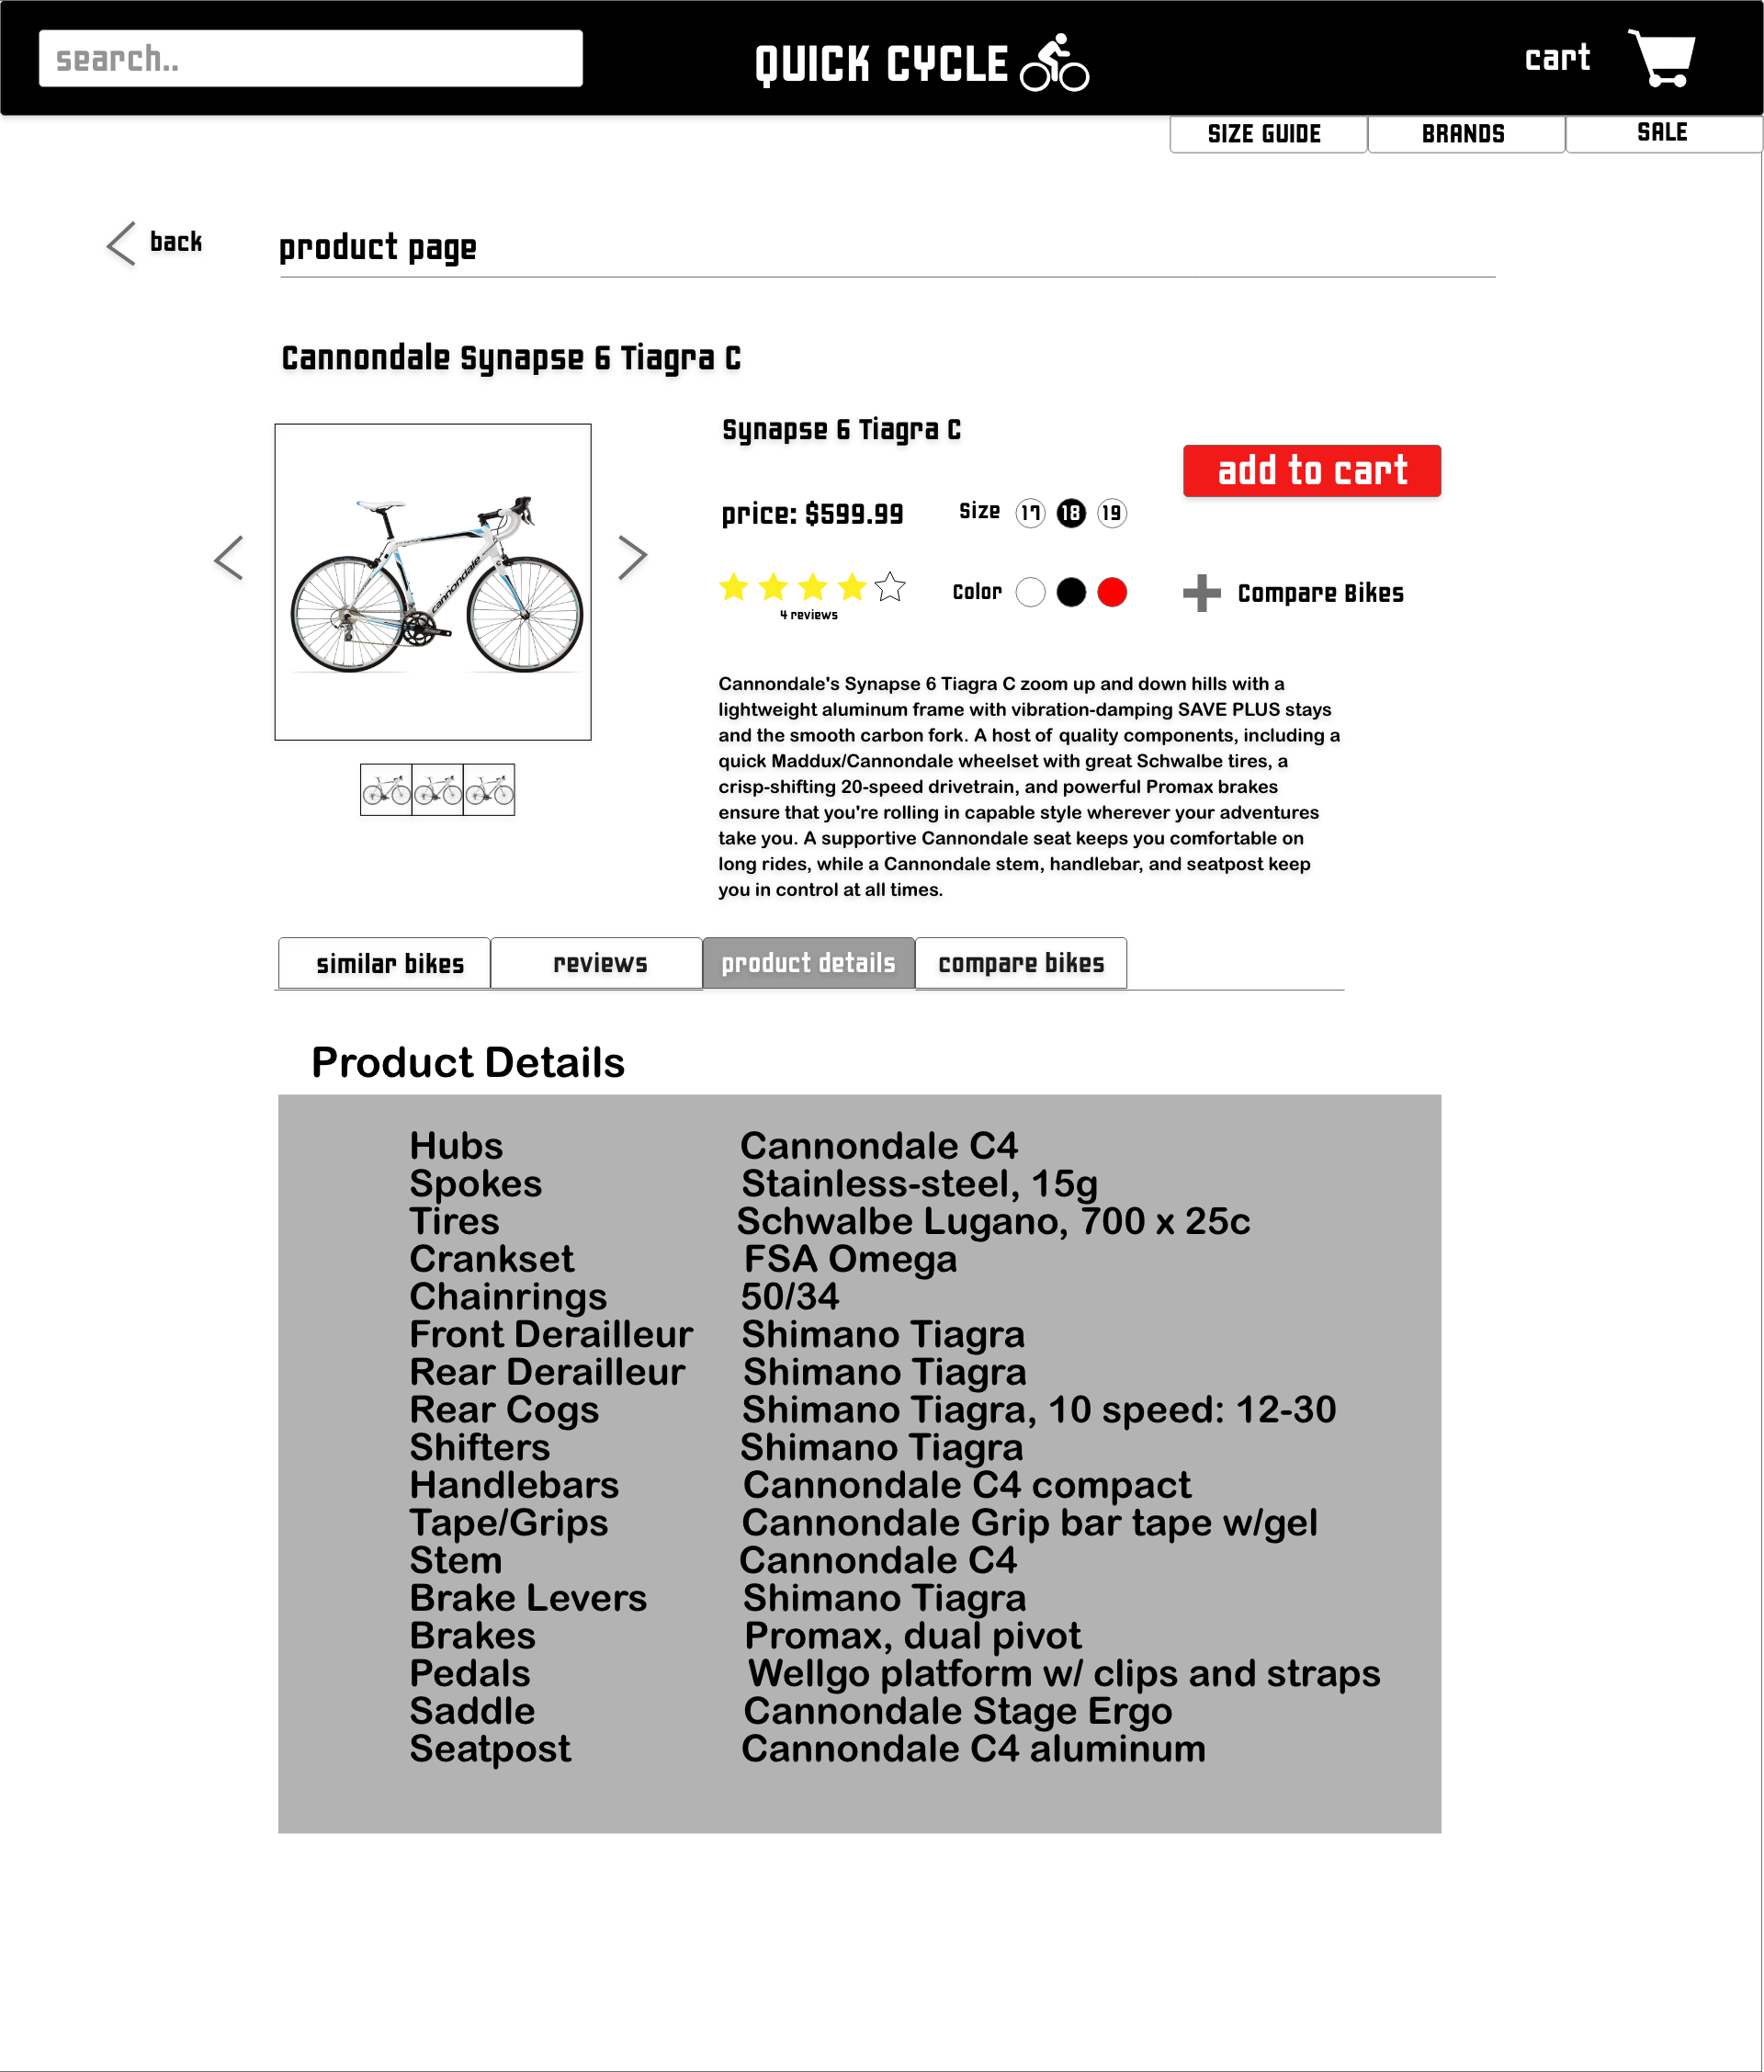 search..
QUICK CYCLE
cart
SIZE GUIDE
BRANDS
SALE
back
product page
Cannondale Synapse 6 Tiagra C
Synapse 6 Tiagra C
add to cart
price: $599.99
Size 17 18 19
4 reviews
Color
Compare Bikes
cannondale
Cannondale's Synapse 6 Tiagra C zoom up and down hills with a
lightweight aluminum frame with vibration-damping SAVE PLUS stays
and the smooth carbon fork. A host of quality components, including a
quick Maddux/Cannondale wheelset with great Schwalbe tires, a
crisp-shifting 20-speed drivetrain, and powerful Promax brakes
ensure that you're rolling in capable style wherever your adventures
take you. A supportive Cannondale seat keeps you comfortable on
long rides, while a Cannondale stem, handlebar, and seatpost keep
you in control at all times.
similar bikes
reviews
product details
compare bikes
Product Details
Hubs Cannondale C4
Spokes Stainless-steel, 15g
Tires Schwalbe Lugano, 700 x 25c
Crankset FSA Omega
Chainrings 50/34
Front Derailleur Shimano Tiagra
Rear Derailleur Shimano Tiagra
Rear Cogs Shimano Tiagra, 10 speed: 12-30
Shifters Shimano Tiagra
Handlebars Cannondale C4 compact
Tape/Grips Cannondale Grip bar tape w/gel
Stem Cannondale C4
Brake Levers Shimano Tiagra
Brakes Promax, dual pivot
Pedals Wellgo platform w/ clips and straps
Saddle Cannondale Stage Ergo
Seatpost Cannondale C4 aluminum